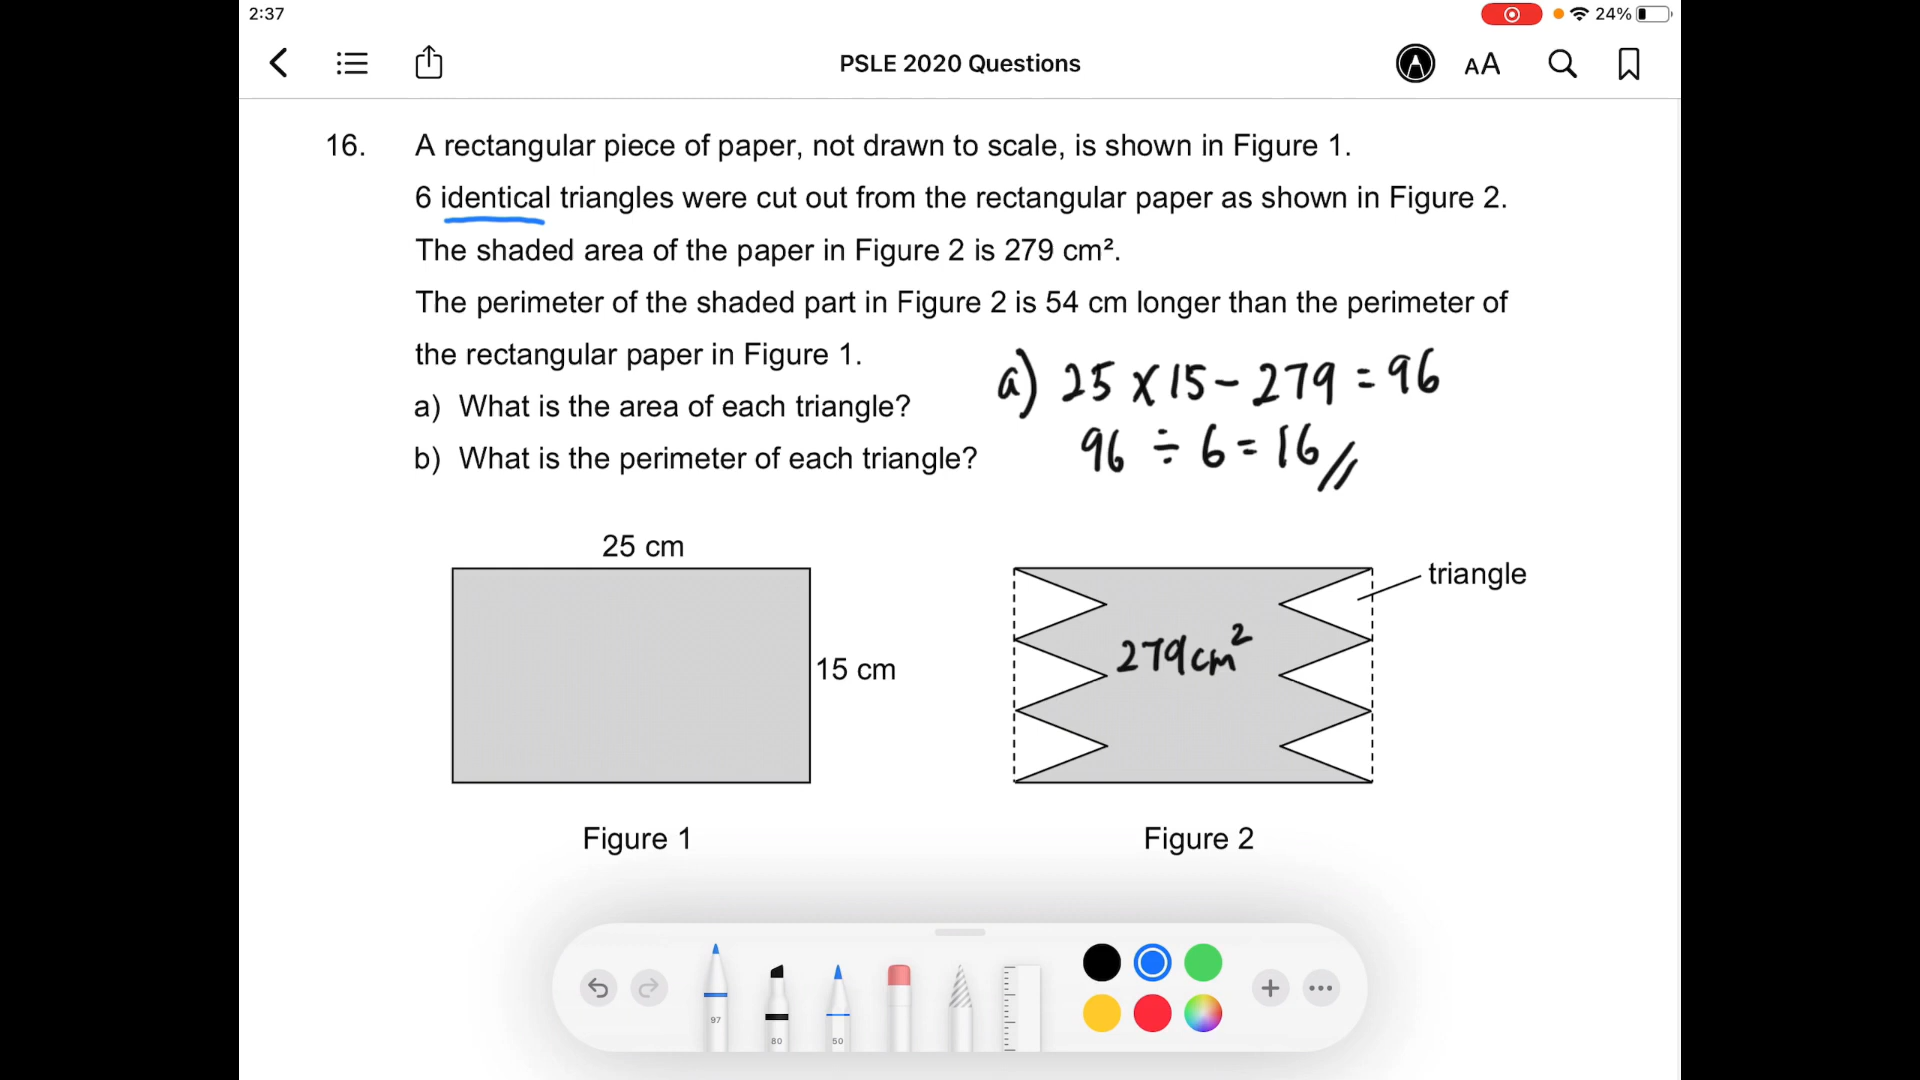 2:37
24%
PSLE 2020 Questions
AA
16. A rectangular piece of paper, not drawn to scale, is shown in Figure 1.
6 identical triangles were cut out from the rectangular paper as shown in Figure 2.
The shaded area of the paper in Figure 2 is 279 cm².
The perimeter of the shaded part in Figure 2 is 54 cm longer than the perimeter of
the rectangular paper in Figure 1.
a) What is the area of each triangle?
b) What is the perimeter of each triangle?
a) 25 x 15 - 279 = 96
96 ÷ 6 = 16 //
25 cm
15 cm
Figure 1
triangle
279cm²
Figure 2
97
80
50